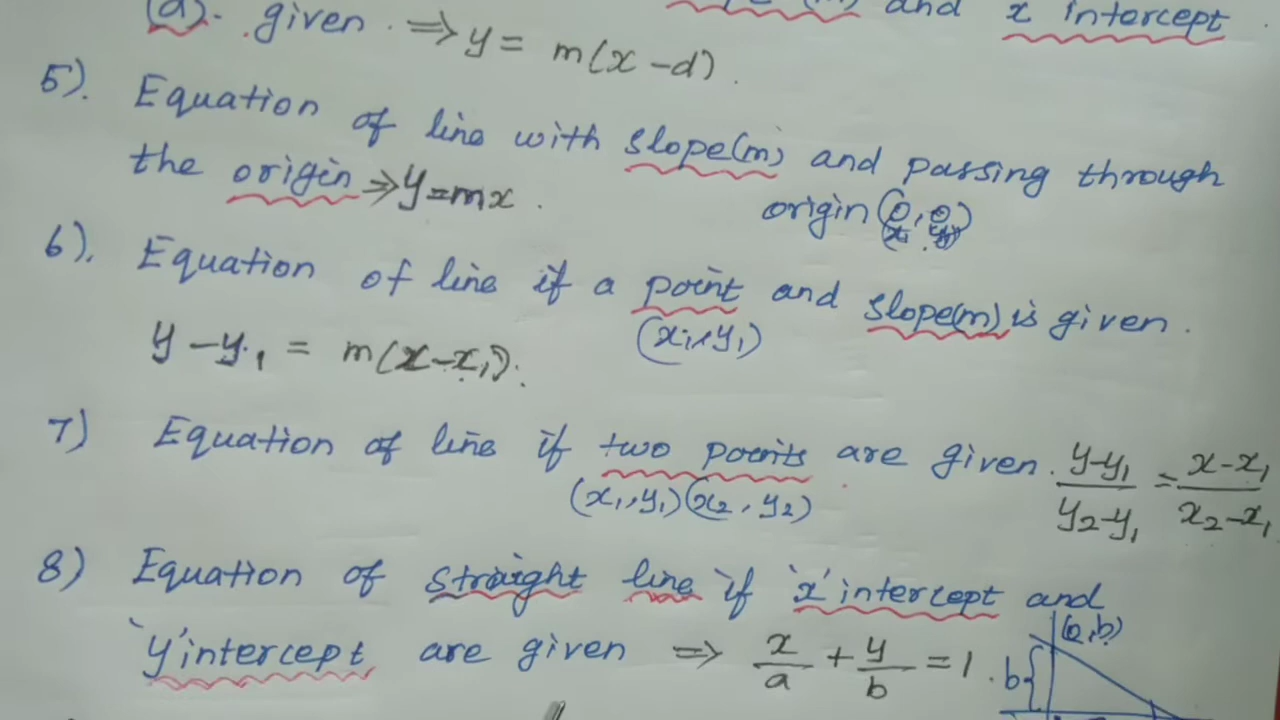 and x intercept
(d). given ⇒ y = m(x-d).
5). Equation of line with slope(m) and passing through
the origin ⇒ y=mx.
origin (0,0)
(x1, y1)
6). Equation of line if a point and slope(m) is given.
(x1,y1)
y - y1 = m(x-x1).
7) Equation of line if two points are given. y-y1/y2-y1 = x-x1/x2-x1
(x1,y1)(x2,y2)
8) Equation of straight line if 'x' intercept and
'y' intercept are given ⇒ x/a + y/b = 1.
(0,b)
b